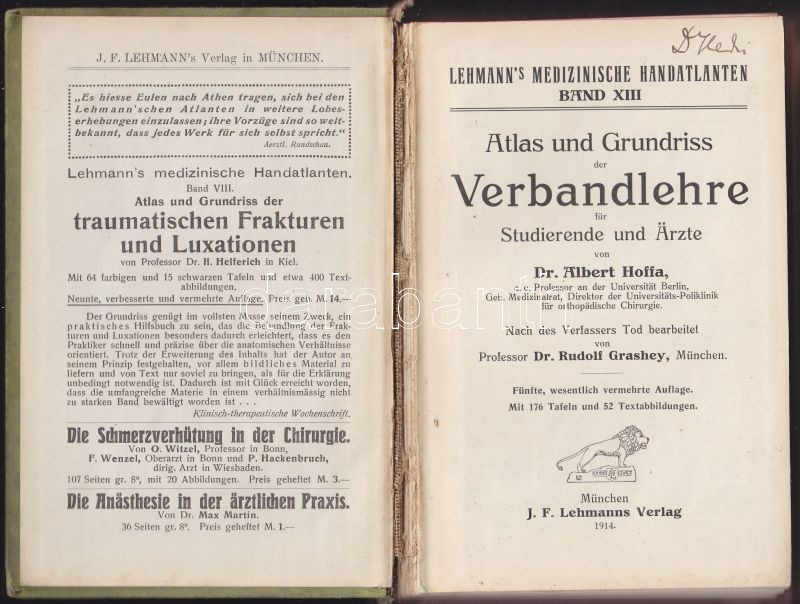 J. F. LEHMANN's Verlag in MÜNCHEN.
„Es hiesse Eulen nach Athen tragen, sich bei den
Lehmann'schen Atlanten in weitere Lobes-
erhebungen einzulassen; ihre Vorzüge sind so welt-
bekannt, dass jedes Werk für sich selbst spricht.“
Aerztl. Rundschau.
Lehmann's medizinische Handatlanten.
Band VIII.
Atlas und Grundriss der
traumatischen Frakturen
und Luxationen
von Professor Dr. H. Helferich in Kiel.
Mit 64 farbigen und 15 schwarzen Tafeln und etwa 400 Text-
abbildungen.
Neunte, verbesserte und vermehrte Auflage. Preis geb. M. 14.—
Der Grundriss genügt im vollsten Masse seinem Zweck, ein
praktisches Hilfsbuch zu sein, das die Behandlung der Frak-
turen und Luxationen besonders dadurch erleichtert, dass es den
Praktiker schnell und präzise über die anatomischen Verhältnisse
orientiert. Trotz der Erweiterung des Inhalts hat der Autor an
seinem Prinzip festgehalten, vor allem bildliches Material zu
liefern und von Text nur soviel zu bringen, als für die Erklärung
unbedingt notwendig ist. Dadurch ist mit Glück erreicht worden,
dass die umfangreiche Materie in einem verhältnismässig nicht
zu starken Band bewältigt worden ist . . .
Klinisch-therapeutische Wochenschrift.
Die Schmerzverhütung in der Chirurgie.
Von O. Witzel, Professor in Bonn,
F. Wenzel, Oberarzt in Bonn und P. Hackenbruch,
dirig. Arzt in Wiesbaden.
107 Seiten gr. 8º, mit 20 Abbildungen. Preis geheftet M. 3.—
Die Anästhesie in der ärztlichen Praxis.
Von Dr. Max Martin.
36 Seiten gr. 8º. Preis geheftet M. 1.—
LEHMANN's MEDIZINISCHE HANDATLANTEN
BAND XIII
Atlas und Grundriss
der
Verbandlehre
für
Studierende und Ärzte
von
Dr. Albert Hoffa,
a. o. Professor an der Universität Berlin,
Geh. Medizinalrat, Direktor der Universitäts-Poliklinik
für orthopädische Chirurgie.
Nach des Verfassers Tod bearbeitet
von
Professor Dr. Rudolf Grashey, München.
Fünfte, wesentlich vermehrte Auflage.
Mit 176 Tafeln und 52 Textabbildungen.
München
J. F. Lehmanns Verlag
1914.
darabanth